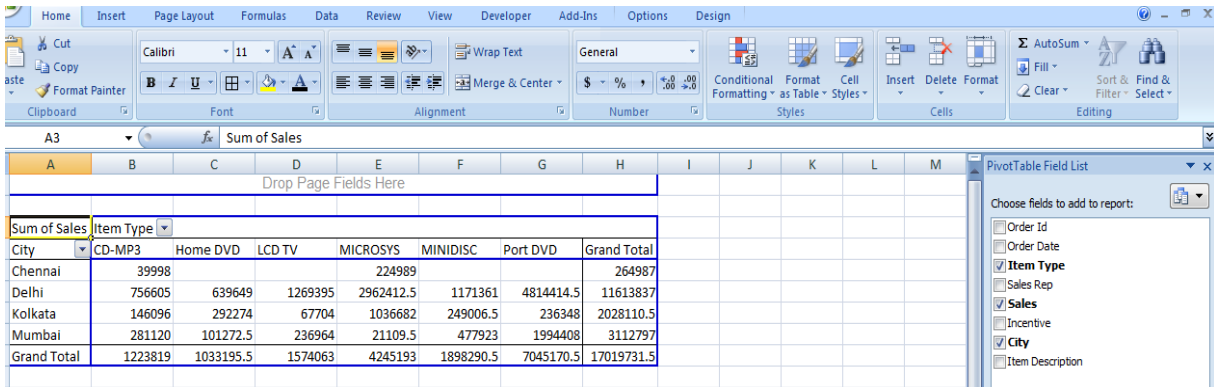 Home Insert Page Layout Formulas Data Review View Developer Add-Ins Options Design
Cut
Copy
Format Painter
Clipboard
Calibri 11
B I U
Font
Wrap Text
Merge & Center
Alignment
General
$ % ,
Number
Conditional Formatting
Format as Table
Cell Styles
Styles
Insert Delete Format
Cells
Σ AutoSum
Fill
Clear
Sort & Filter
Find & Select
Editing
A3 fx Sum of Sales
A B C D E F G H I J K L M
Drop Page Fields Here
Sum of Sales Item Type
City CD-MP3 Home DVD LCD TV MICROSYS MINIDISC Port DVD Grand Total
Chennai 39998 224989 264987
Delhi 756605 639649 1269395 2962412.5 1171361 4814414.5 11613837
Kolkata 146096 292274 67704 1036682 249006.5 236348 2028110.5
Mumbai 281120 101272.5 236964 21109.5 477923 1994408 3112797
Grand Total 1223819 1033195.5 1574063 4245193 1898290.5 7045170.5 17019731.5
PivotTable Field List
Choose fields to add to report:
Order Id
Order Date
Item Type
Sales Rep
Sales
Incentive
City
Item Description